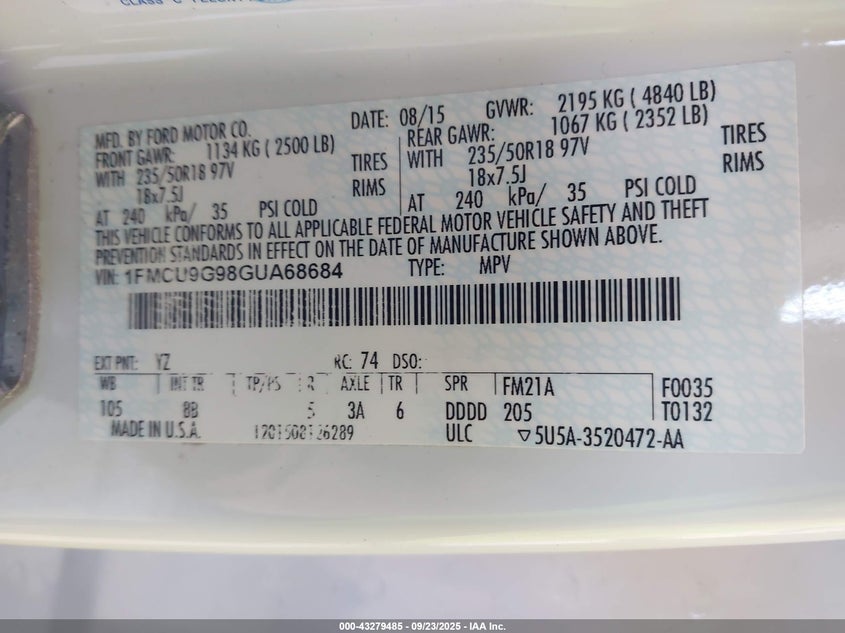 CLASS C
MFD. BY FORD MOTOR CO.
DATE: 08/15 GVWR: 2195 KG ( 4840 LB)
FRONT GAWR: 1134 KG ( 2500 LB)
REAR GAWR: 1067 KG ( 2352 LB)
WITH 235/50R18 97V TIRES
WITH 235/50R18 97V TIRES
18x7.5J RIMS
18x7.5J RIMS
AT 240 kPa/ 35 PSI COLD
AT 240 kPa/ 35 PSI COLD
THIS VEHICLE CONFORMS TO ALL APPLICABLE FEDERAL MOTOR VEHICLE SAFETY AND THEFT
PREVENTION STANDARDS IN EFFECT ON THE DATE OF MANUFACTURE SHOWN ABOVE.
VIN: 1FMCU9G98GUA68684 TYPE: MPV
EXT PNT: YZ RC: 74 DSO:
WB INT TR TP/PS R AXLE TR SPR FM21A F0035
105 8B 5 3A 6 DDDD 205 T0132
MADE IN U.S.A. ULC ▽5U5A-3520472-AA
000-43279485 - 09/23/2025 - IAA Inc.